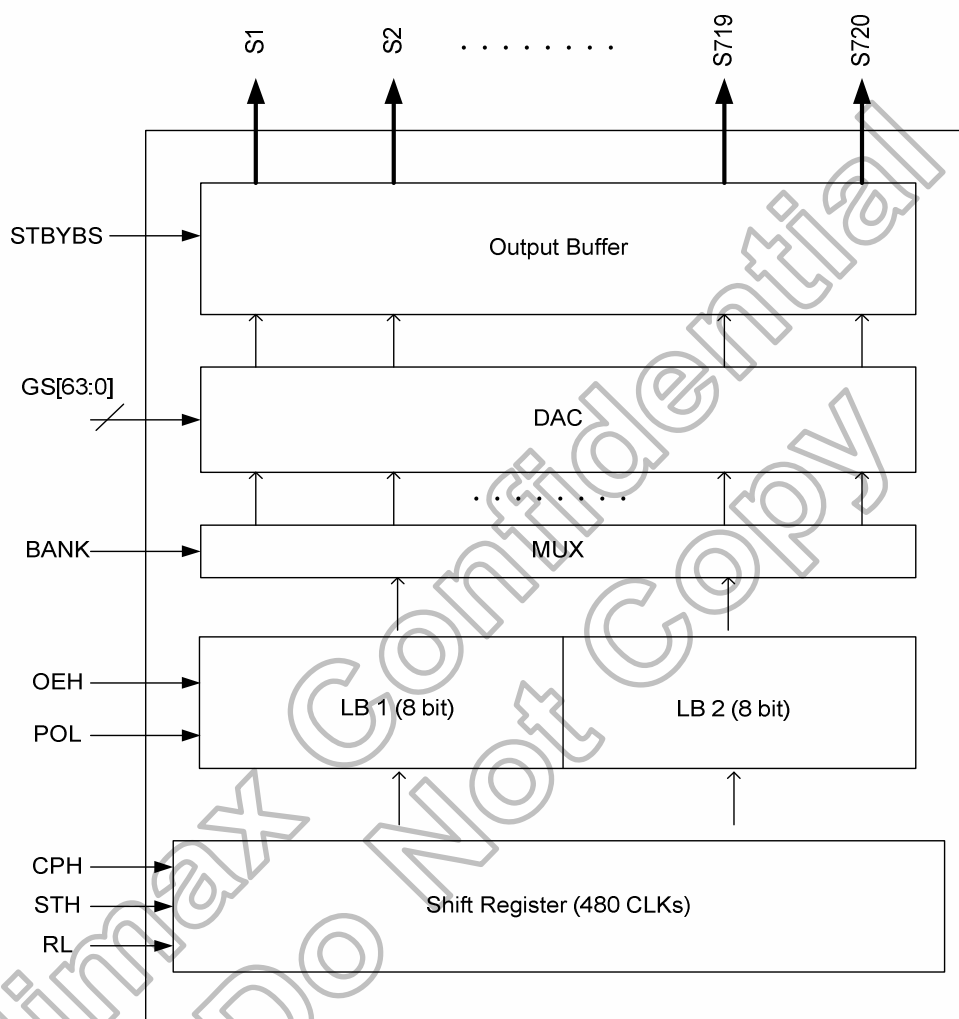 S1 S2 . . . . . . . . S719 S720
STBYBS
Output Buffer
GS[63:0]
DAC
. . . . . . . .
BANK
MUX
OEH
POL
LB 1 (8 bit)
LB 2 (8 bit)
CPH
STH
RL
Shift Register (480 CLKs)
limax Confidential
Do Not Copy